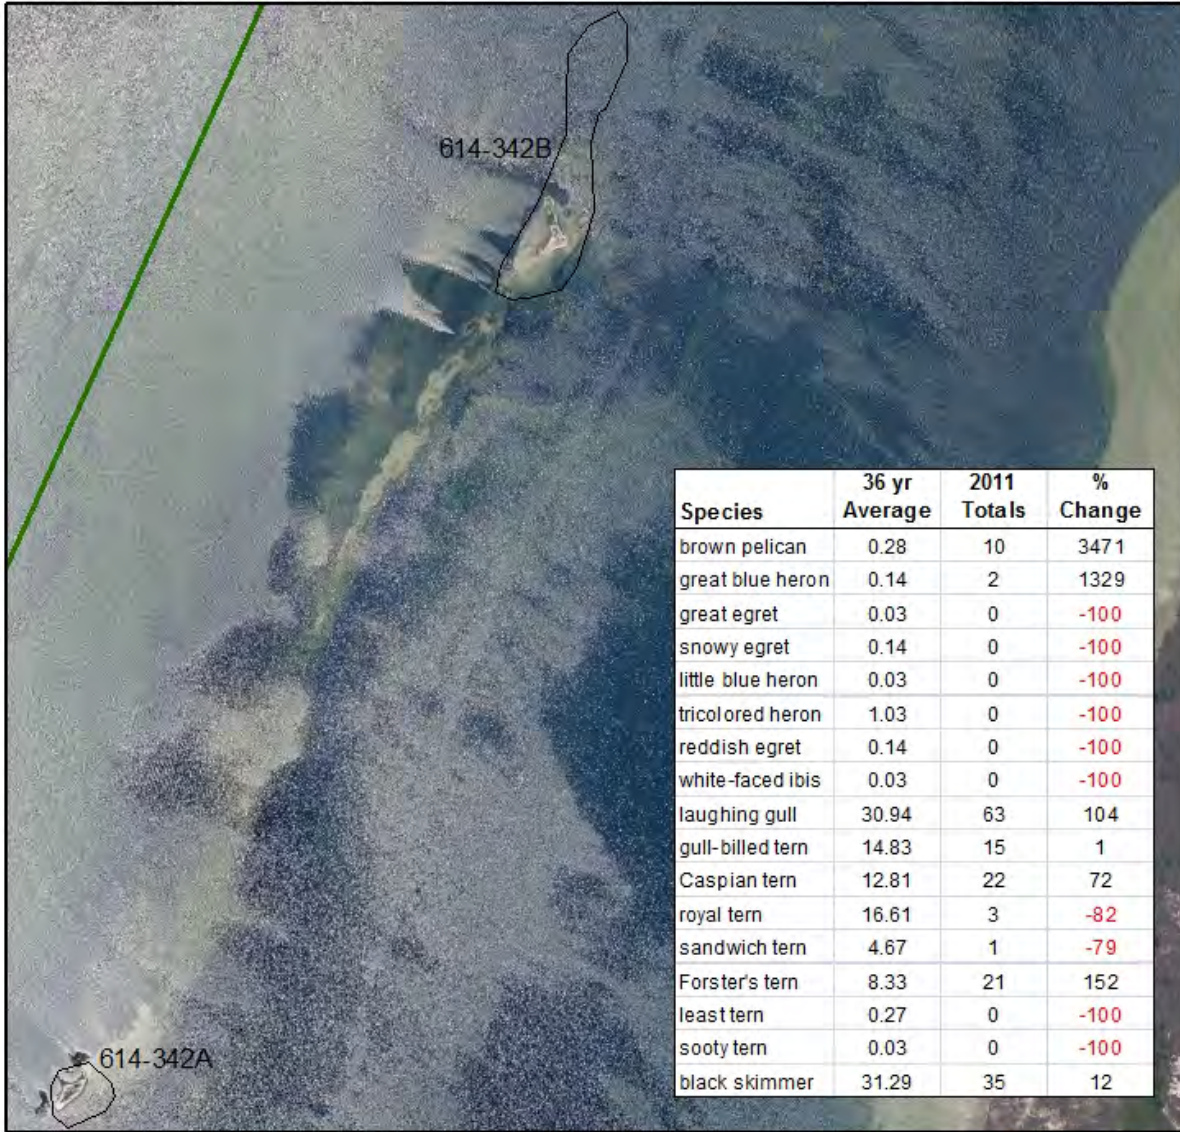 614-342B
Species 36 yr Average 2011 Totals % Change
brown pelican 0.28 10 3471
great blue heron 0.14 2 1329
great egret 0.03 0 -100
snowy egret 0.14 0 -100
little blue heron 0.03 0 -100
tricolored heron 1.03 0 -100
reddish egret 0.14 0 -100
white-faced ibis 0.03 0 -100
laughing gull 30.94 63 104
gull-billed tern 14.83 15 1
Caspian tern 12.81 22 72
royal tern 16.61 3 -82
sandwich tern 4.67 1 -79
Forster's tern 8.33 21 152
least tern 0.27 0 -100
sooty tern 0.03 0 -100
black skimmer 31.29 35 12
614-342A